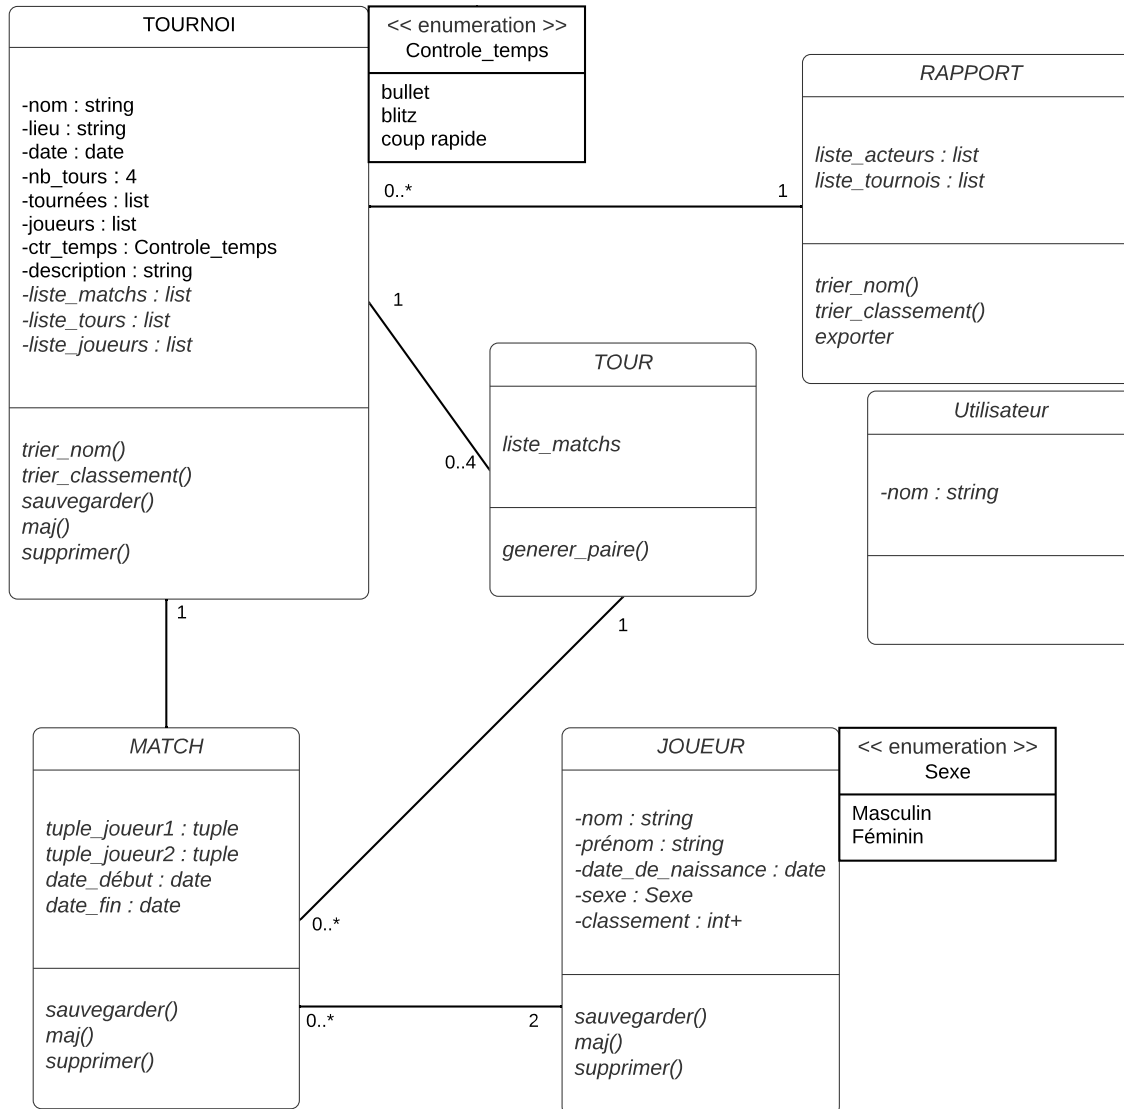 TOURNOI
-nom : string
-lieu : string
-date : date
-nb_tours : 4
-tournées : list
-joueurs : list
-ctr_temps : Controle_temps
-description : string
-liste_matchs : list
-liste_tours : list
-liste_joueurs : list
trier_nom()
trier_classement()
sauvegarder()
maj()
supprimer()
<< enumeration >>
Controle_temps
bullet
blitz
coup rapide
0..*
1
RAPPORT
liste_acteurs : list
liste_tournois : list
trier_nom()
trier_classement()
exporter
1
0..4
TOUR
liste_matchs
generer_paire()
Utilisateur
-nom : string
1
1
MATCH
tuple_joueur1 : tuple
tuple_joueur2 : tuple
date_début : date
date_fin : date
sauvegarder()
maj()
supprimer()
0..*
0..*
2
JOUEUR
-nom : string
-prénom : string
-date_de_naissance : date
-sexe : Sexe
-classement : int+
sauvegarder()
maj()
supprimer()
<< enumeration >>
Sexe
Masculin
Féminin